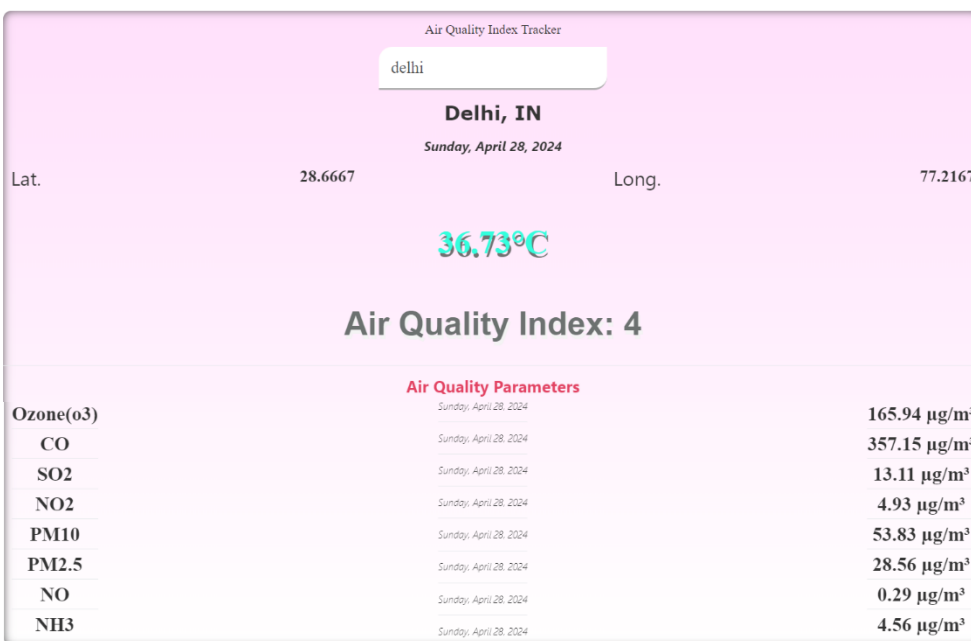 Air Quality Index Tracker
delhi
Delhi, IN
Sunday, April 28, 2024
Lat. 28.6667 Long. 77.2167
36.73°C
Air Quality Index: 4
Air Quality Parameters
Ozone(o3) Sunday, April 28, 2024 165.94 µg/m³
CO Sunday, April 28, 2024 357.15 µg/m³
SO2 Sunday, April 28, 2024 13.11 µg/m³
NO2 Sunday, April 28, 2024 4.93 µg/m³
PM10 Sunday, April 28, 2024 53.83 µg/m³
PM2.5 Sunday, April 28, 2024 28.56 µg/m³
NO Sunday, April 28, 2024 0.29 µg/m³
NH3 Sunday, April 28, 2024 4.56 µg/m³